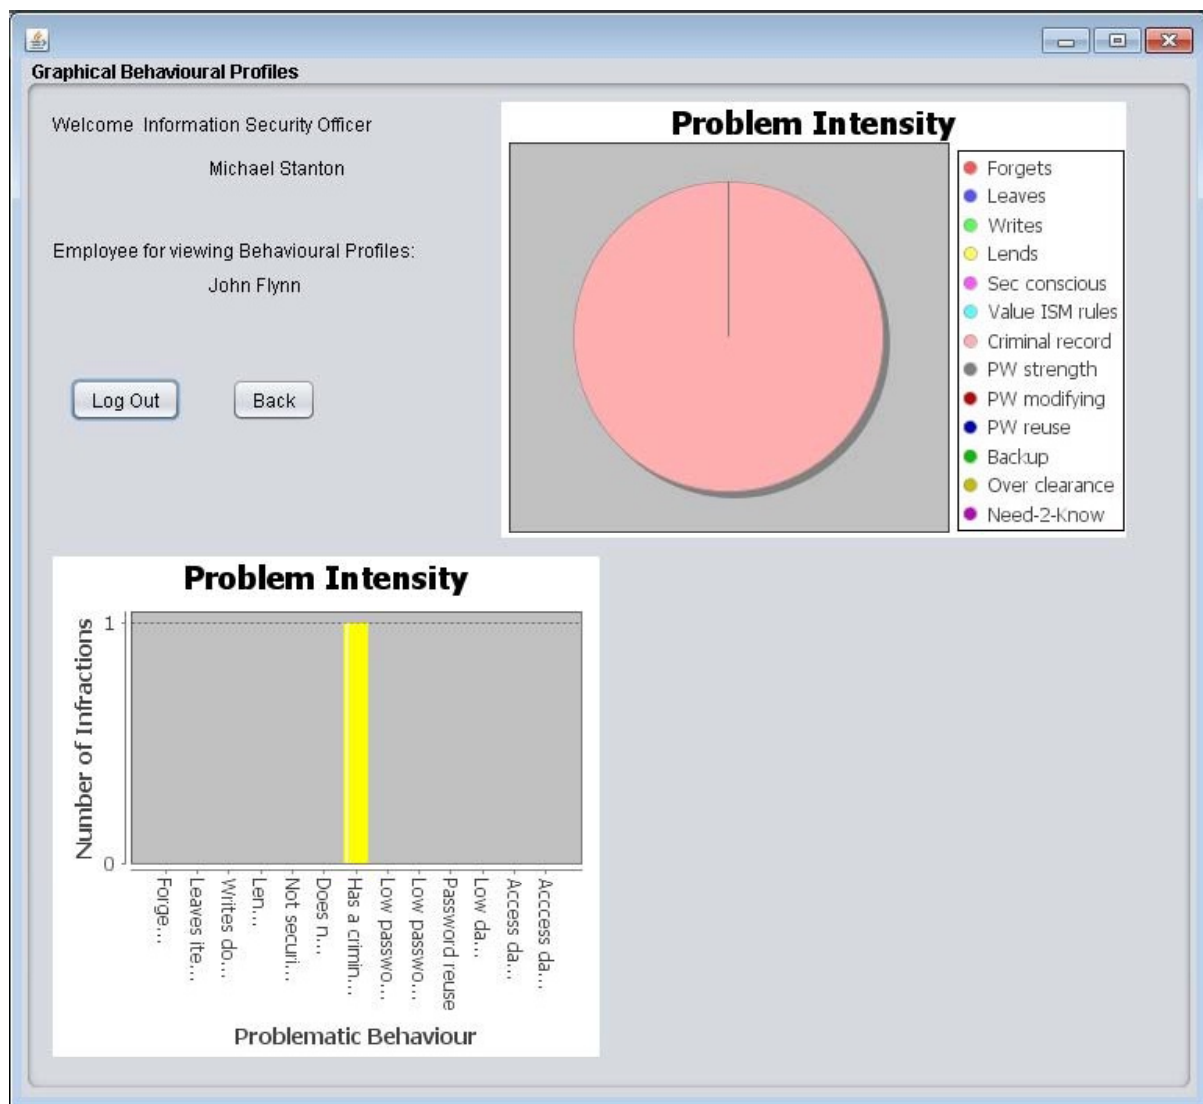 Graphical Behavioural Profiles
Welcome Information Security Officer
Michael Stanton
Employee for viewing Behavioural Profiles:
John Flynn
Log Out
Back
Problem Intensity
Forgets
Leaves
Writes
Lends
Sec conscious
Value ISM rules
Criminal record
PW strength
PW modifying
PW reuse
Backup
Over clearance
Need-2-Know
Problem Intensity
Number of Infractions
1
0
Forge...
Leaves ite...
Writes do...
Len...
Not securi...
Does n...
Has a crimin...
Low passwo...
Low passwo...
Password reuse
Low da...
Access da...
Acccess da...
Problematic Behaviour